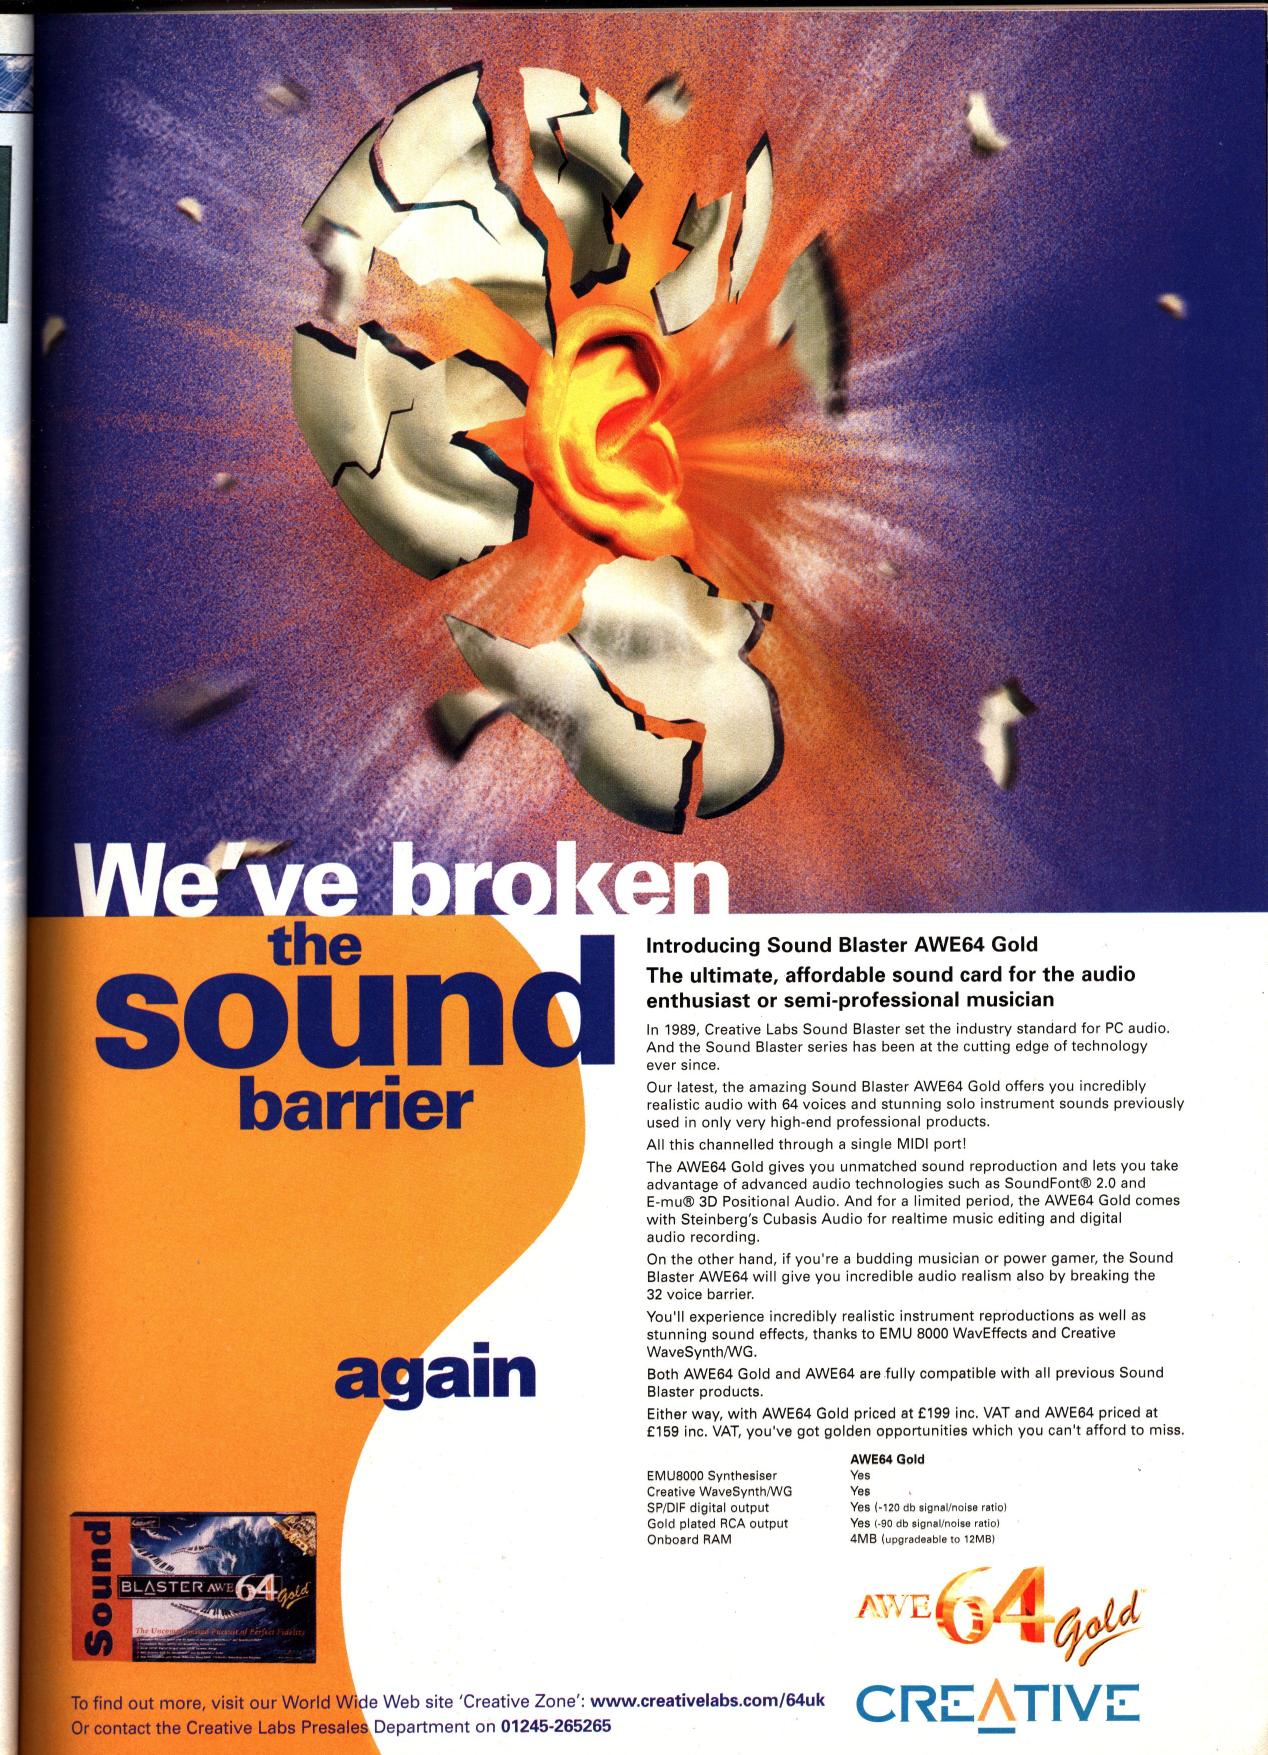 We've broken
the
sound
barrier
again
Introducing Sound Blaster AWE64 Gold
The ultimate, affordable sound card for the audio
enthusiast or semi-professional musician
In 1989, Creative Labs Sound Blaster set the industry standard for PC audio.
And the Sound Blaster series has been at the cutting edge of technology
ever since.
Our latest, the amazing Sound Blaster AWE64 Gold offers you incredibly
realistic audio with 64 voices and stunning solo instrument sounds previously
used in only very high-end professional products.
All this channelled through a single MIDI port!
The AWE64 Gold gives you unmatched sound reproduction and lets you take
advantage of advanced audio technologies such as SoundFont® 2.0 and
E-mu® 3D Positional Audio. And for a limited period, the AWE64 Gold comes
with Steinberg's Cubasis Audio for realtime music editing and digital
audio recording.
On the other hand, if you're a budding musician or power gamer, the Sound
Blaster AWE64 will give you incredible audio realism also by breaking the
32 voice barrier.
You'll experience incredibly realistic instrument reproductions as well as
stunning sound effects, thanks to EMU 8000 WavEffects and Creative
WaveSynth/WG.
Both AWE64 Gold and AWE64 are fully compatible with all previous Sound
Blaster products.
Either way, with AWE64 Gold priced at £199 inc. VAT and AWE64 priced at
£159 inc. VAT, you've got golden opportunities which you can't afford to miss.
AWE64 Gold
EMU8000 Synthesiser Yes
Creative WaveSynth/WG Yes
SP/DIF digital output Yes (-120 db signal/noise ratio)
Gold plated RCA output Yes (-90 db signal/noise ratio)
Onboard RAM 4MB (upgradeable to 12MB)
Sound
BLASTER AWE 64 Gold
The Uncompromised Pursuit of Perfect Fidelity
AWE 64 Gold
CREATIVE
To find out more, visit our World Wide Web site 'Creative Zone': www.creativelabs.com/64uk
Or contact the Creative Labs Presales Department on 01245-265265